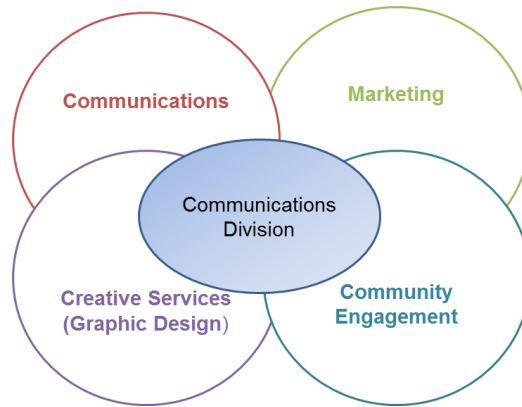 Communications
Marketing
Communications
Division
Creative Services
(Graphic Design)
Community
Engagement